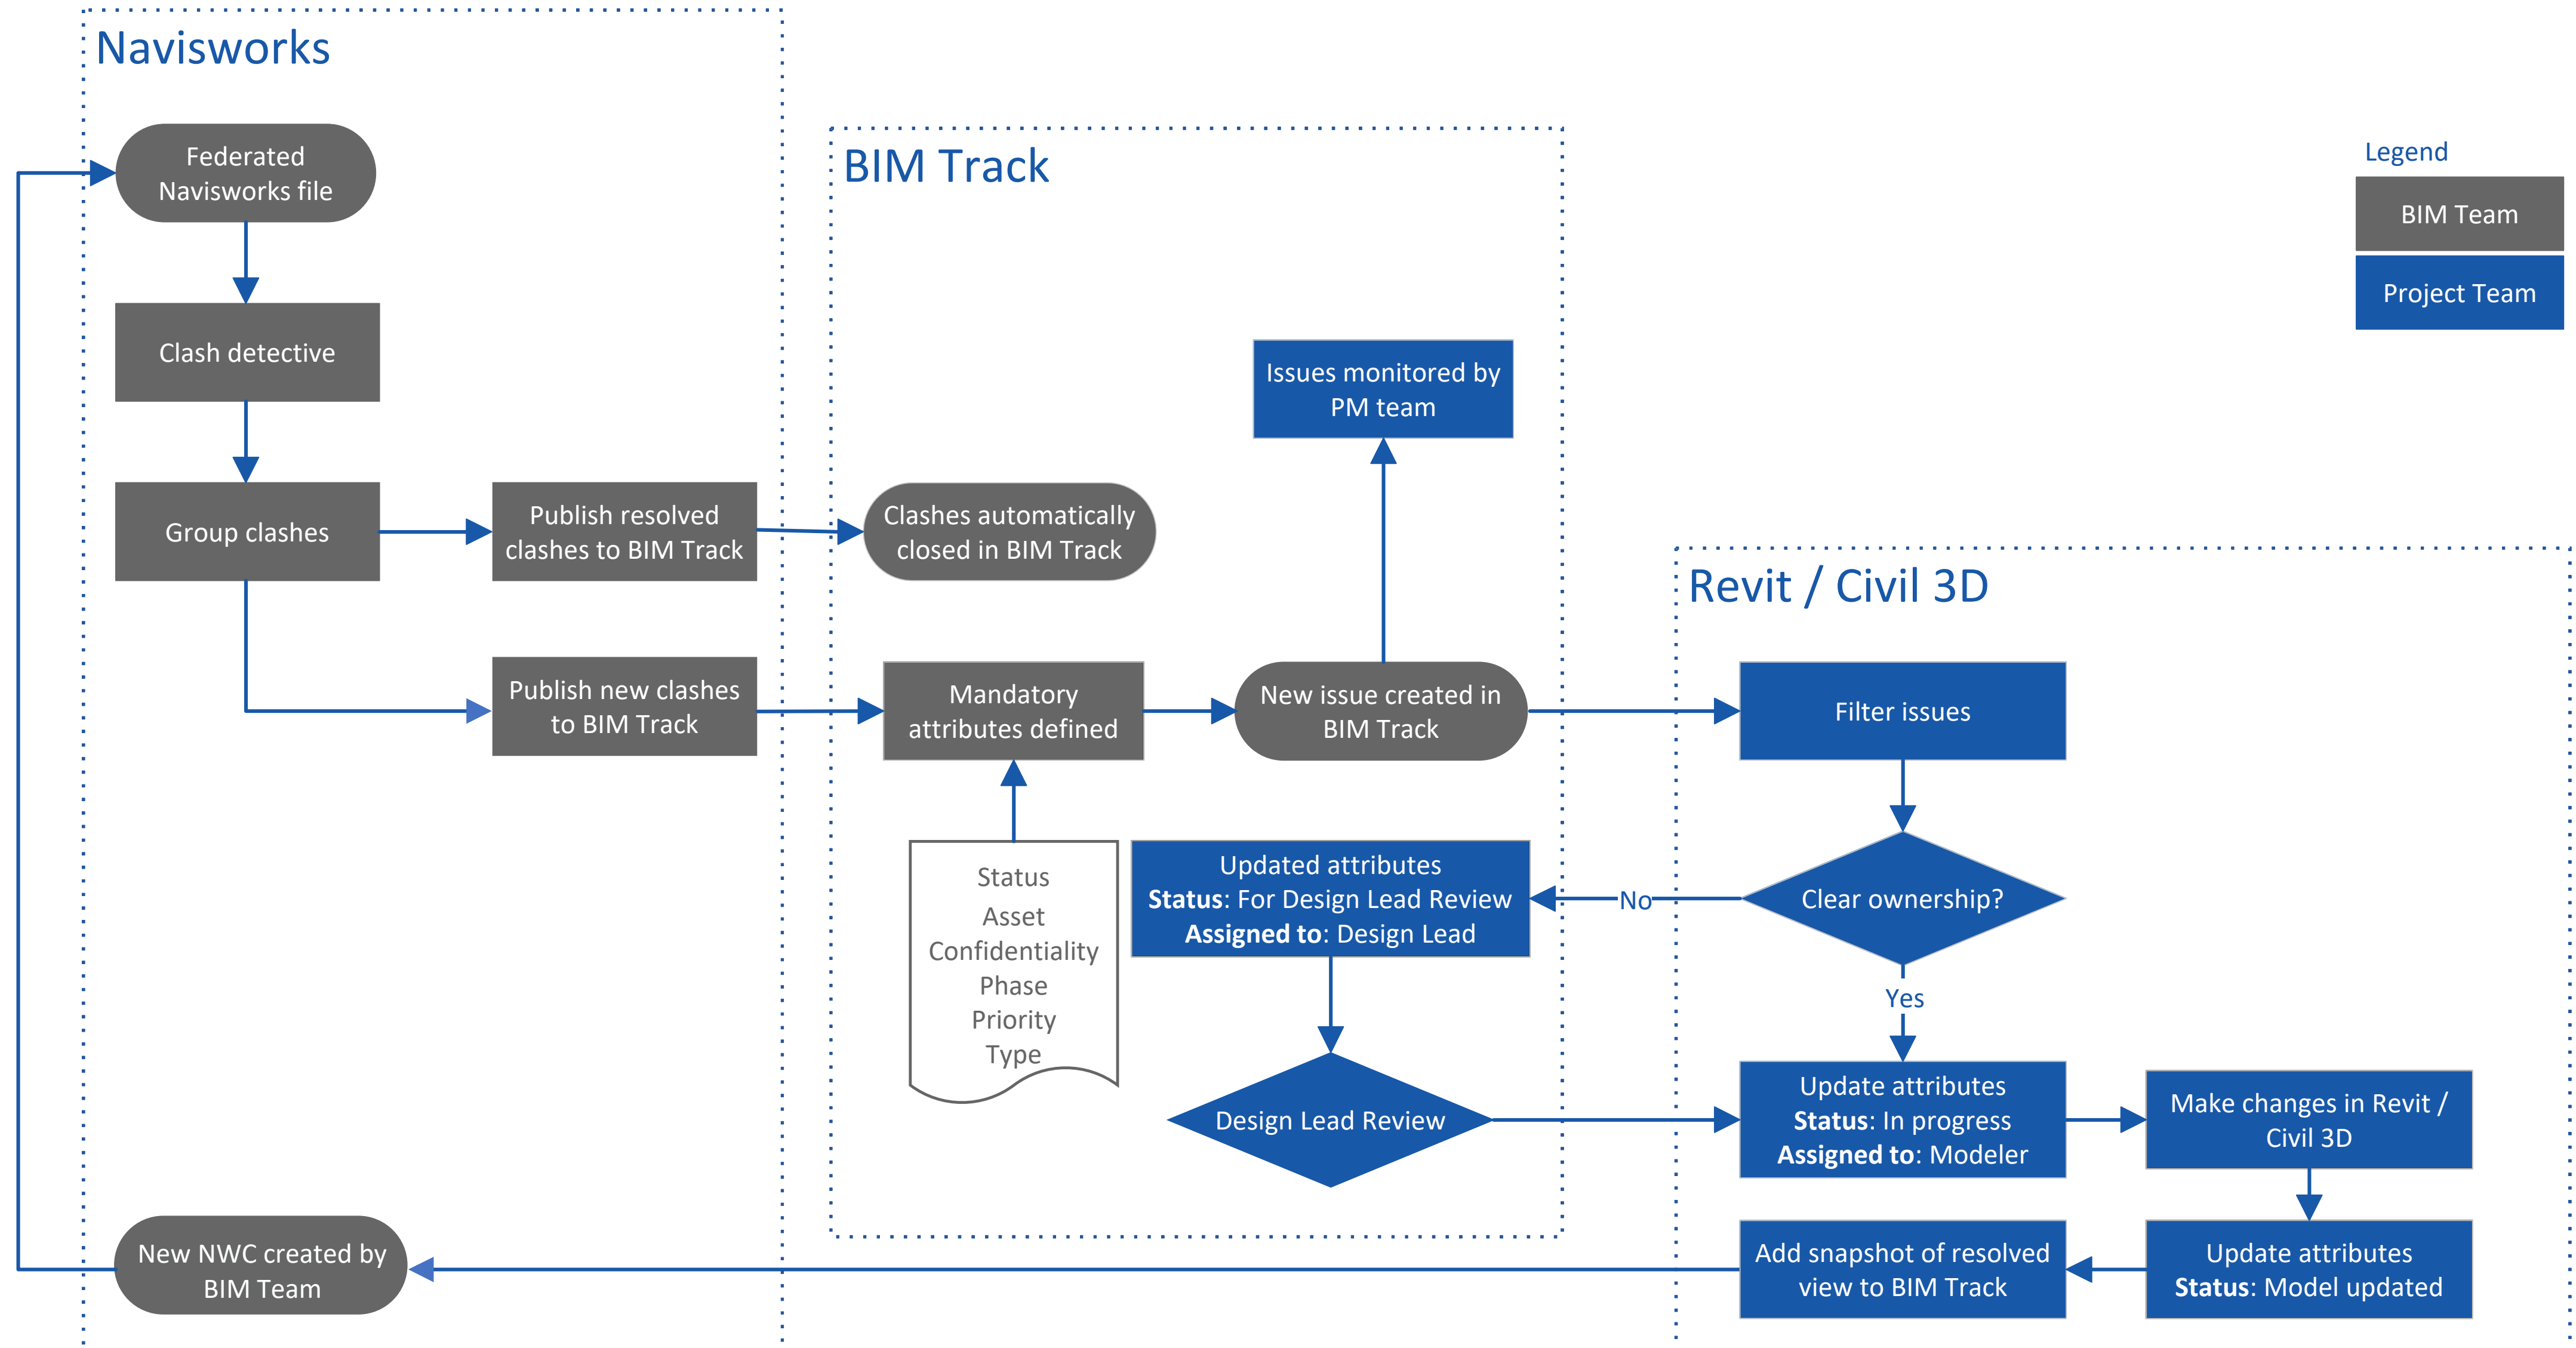 Navisworks
Federated
Navisworks file
Clash detective
Group clashes
Publish resolved
clashes to BIM Track
Publish new clashes
to BIM Track
New NWC created by
BIM Team
BIM Track
Issues monitored by
PM team
Clashes automatically
closed in BIM Track
Mandatory
attributes defined
New issue created in
BIM Track
Status
Asset
Confidentiality
Phase
Priority
Type
Updated attributes
Status: For Design Lead Review
Assigned to: Design Lead
Design Lead Review
Legend
BIM Team
Project Team
Revit / Civil 3D
Filter issues
Clear ownership?
No
Yes
Update attributes
Status: In progress
Assigned to: Modeler
Make changes in Revit /
Civil 3D
Update attributes
Status: Model updated
Add snapshot of resolved
view to BIM Track